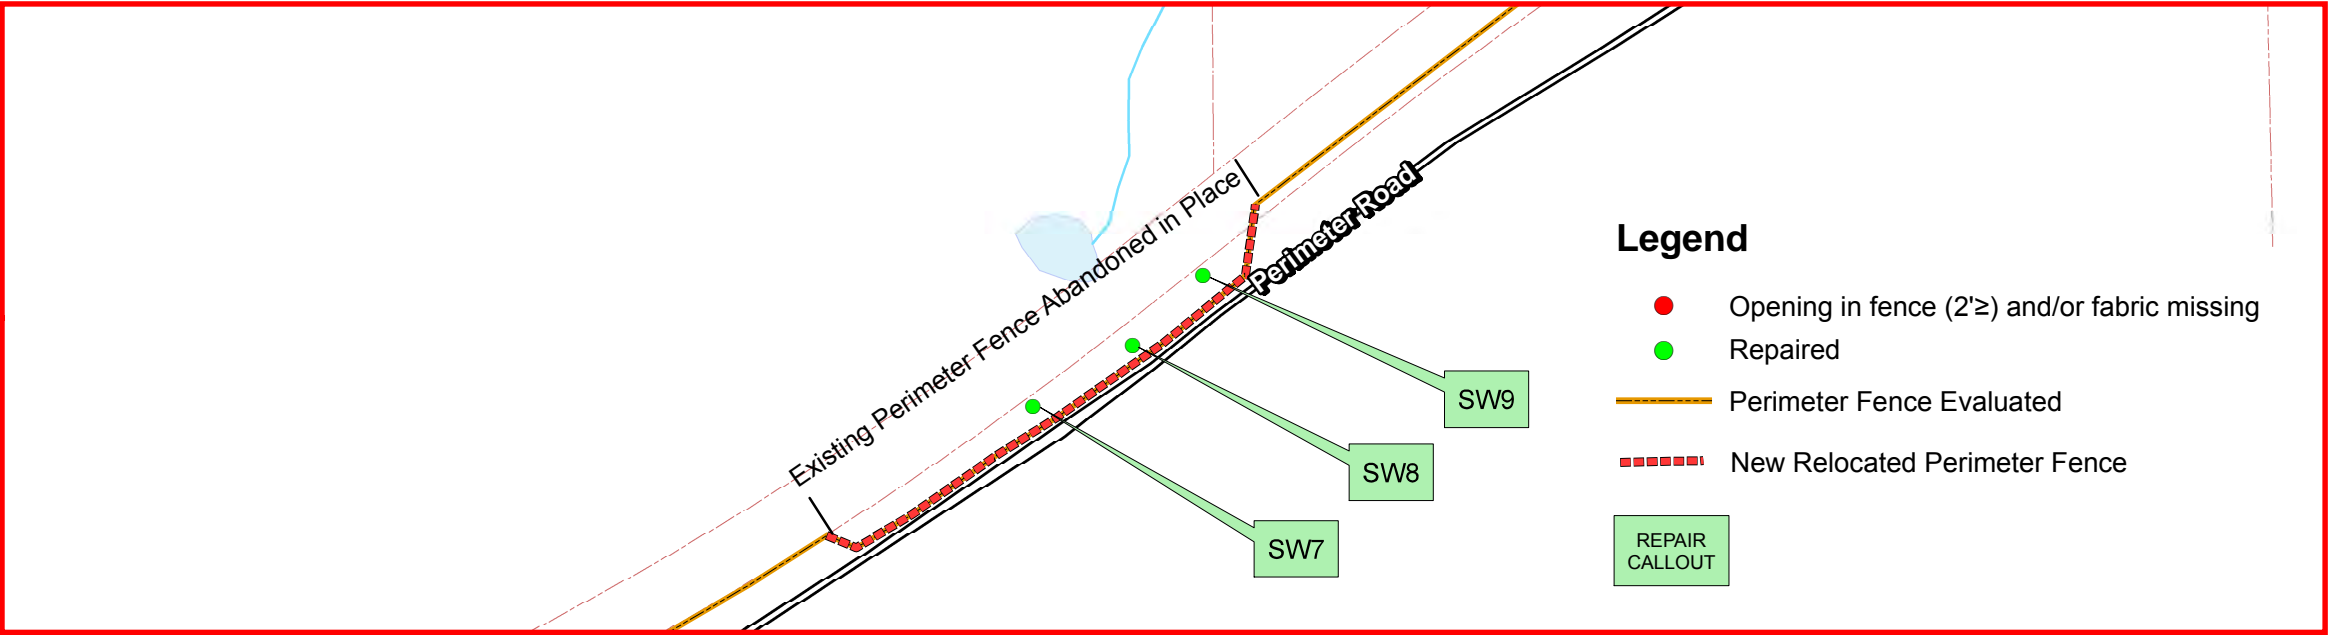 Existing Perimeter Fence Abandoned in Place
Perimeter Road
SW9
SW8
SW7
Legend
Opening in fence (2'≥) and/or fabric missing
Repaired
Perimeter Fence Evaluated
New Relocated Perimeter Fence
REPAIR
CALLOUT